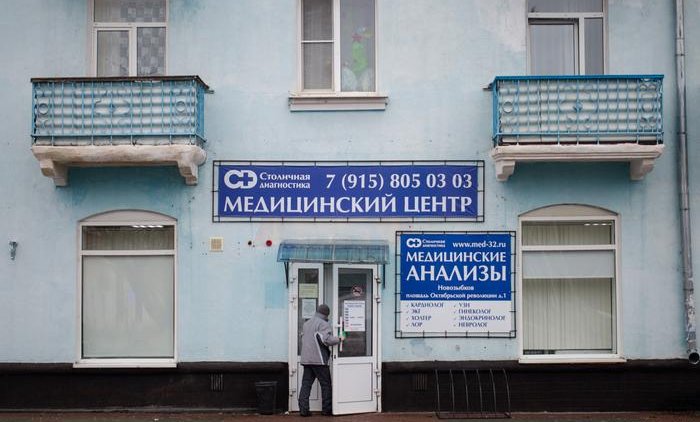 СД Столичная диагностика 7 (915) 805 03 03
МЕДИЦИНСКИЙ ЦЕНТР
Столичная диагностика www.med-32.ru
МЕДИЦИНСКИЕ
АНАЛИЗЫ
Новозыбков
площадь Октябрьской революции д.1
✓ КАРДИОЛОГ ✓ УЗИ
✓ ЭКГ ✓ ГИНЕКОЛОГ
✓ ХОЛТЕР ✓ ЭНДОКРИНОЛОГ
✓ ЛОР ✓ НЕВРОЛОГ